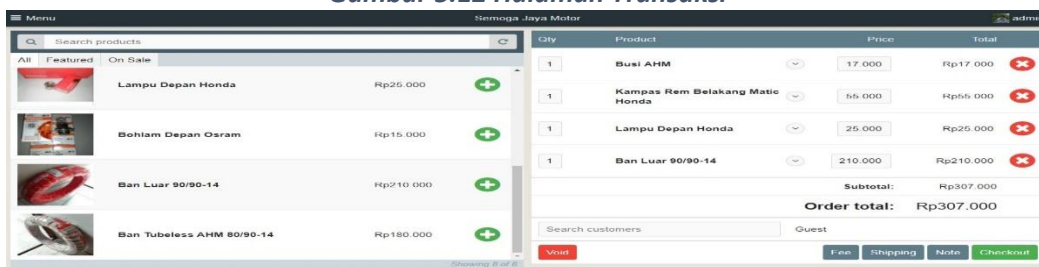 Gambar 3.22 Halaman Transaksi
Menu
Semoga Jaya Motor
admin
Search products
All Featured On Sale
Lampu Depan Honda Rp25.000
Bohlam Depan Osram Rp15.000
Ban Luar 90/90-14 Rp210.000
Ban Tubeless AHM 80/90-14 Rp180.000
Showing 8 of 8
Qty Product Price Total
1 Busi AHM 17.000 Rp17.000
1 Kampas Rem Belakang Matic Honda 55.000 Rp55.000
1 Lampu Depan Honda 25.000 Rp25.000
1 Ban Luar 90/90-14 210.000 Rp210.000
Subtotal: Rp307.000
Order total: Rp307.000
Search customers Guest
Void Fee Shipping Note Checkout